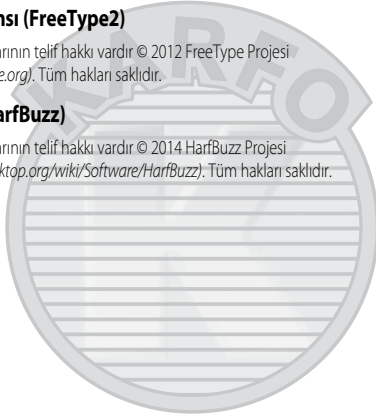 nsı (FreeType2)
arının telif hakkı vardır © 2012 FreeType Projesi
e.org). Tüm hakları saklıdır.
arfBuzz)
arının telif hakkı vardır © 2014 HarfBuzz Projesi
ktop.org/wiki/Software/HarfBuzz). Tüm hakları saklıdır.
KARFO